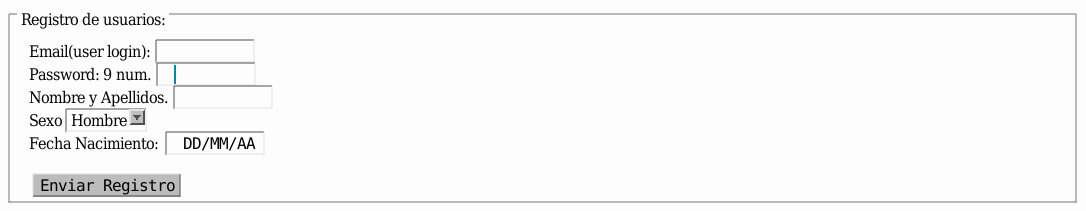 Registro de usuarios:
Email(user login):
Password: 9 num.
Nombre y Apellidos.
Sexo Hombre
Fecha Nacimiento: DD/MM/AA
Enviar Registro